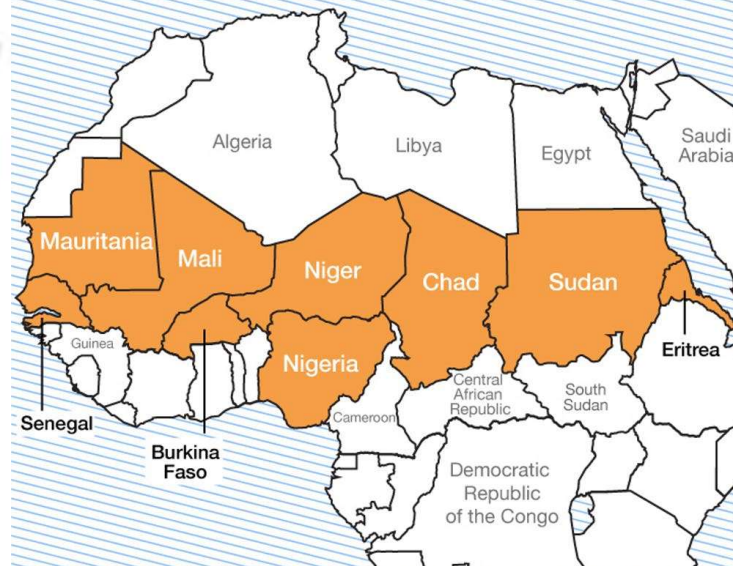 Algeria
Libya
Egypt
Saudi
Arabia
Mauritania
Mali
Niger
Chad
Sudan
Eritrea
Guinea
Nigeria
Senegal
Burkina
Faso
Cameroon
Central
African
Republic
South
Sudan
Democratic
Republic
of the Congo